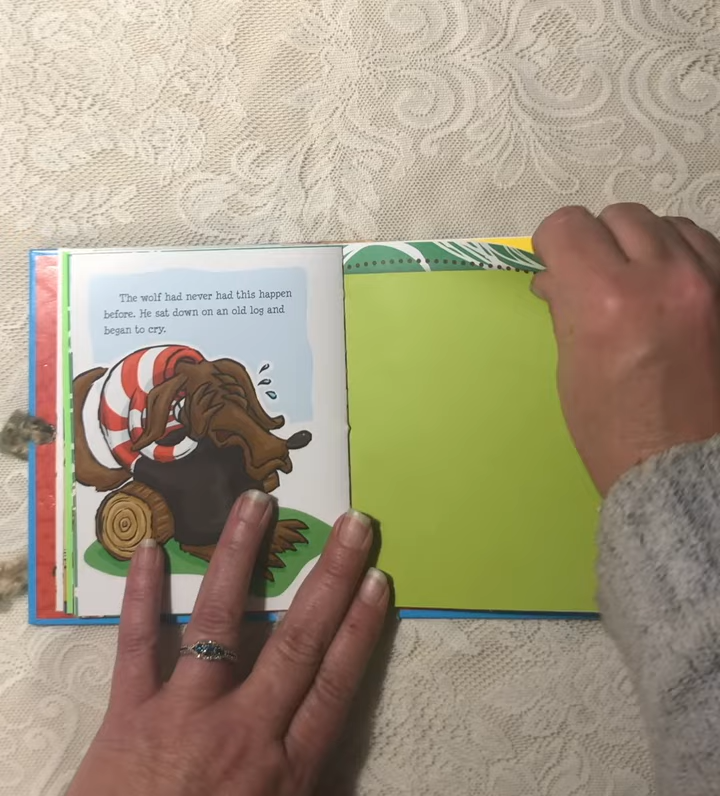 The wolf had never had this happen
before. He sat down on an old log and
began to cry.